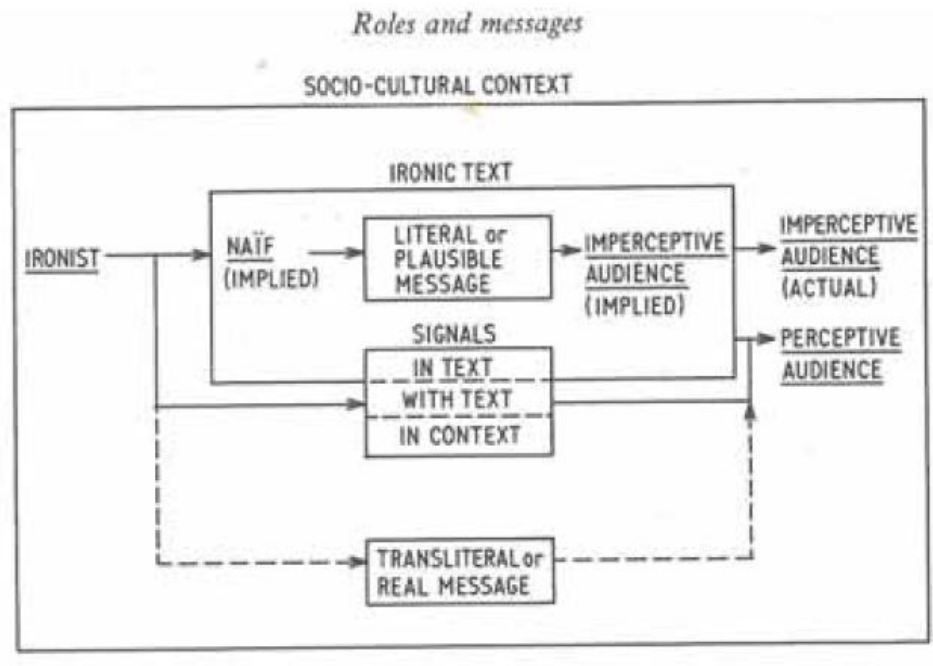 Roles and messages
SOCIO-CULTURAL CONTEXT
IRONIC TEXT
IRONIST
NAÏF
(IMPLIED)
LITERAL or
PLAUSIBLE
MESSAGE
IMPERCEPTIVE
AUDIENCE
(IMPLIED)
IMPERCEPTIVE
AUDIENCE
(ACTUAL)
SIGNALS
IN TEXT
WITH TEXT
IN CONTEXT
PERCEPTIVE
AUDIENCE
TRANSLITERAL or
REAL MESSAGE